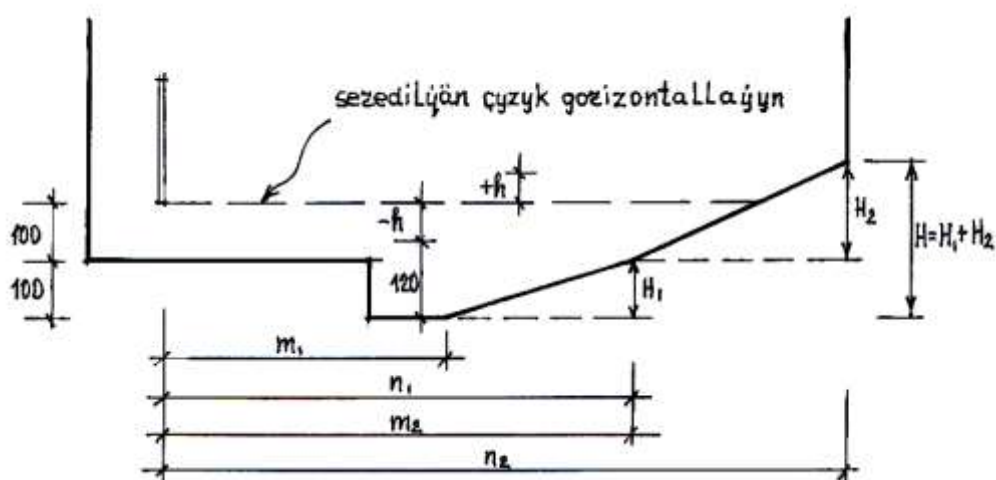 sezedilýän çyzyk gorizontallaýyn
+h
-h
H₂
H=H₁+H₂
100
100
120
H₁
m₁
n₁
m₂
n₂